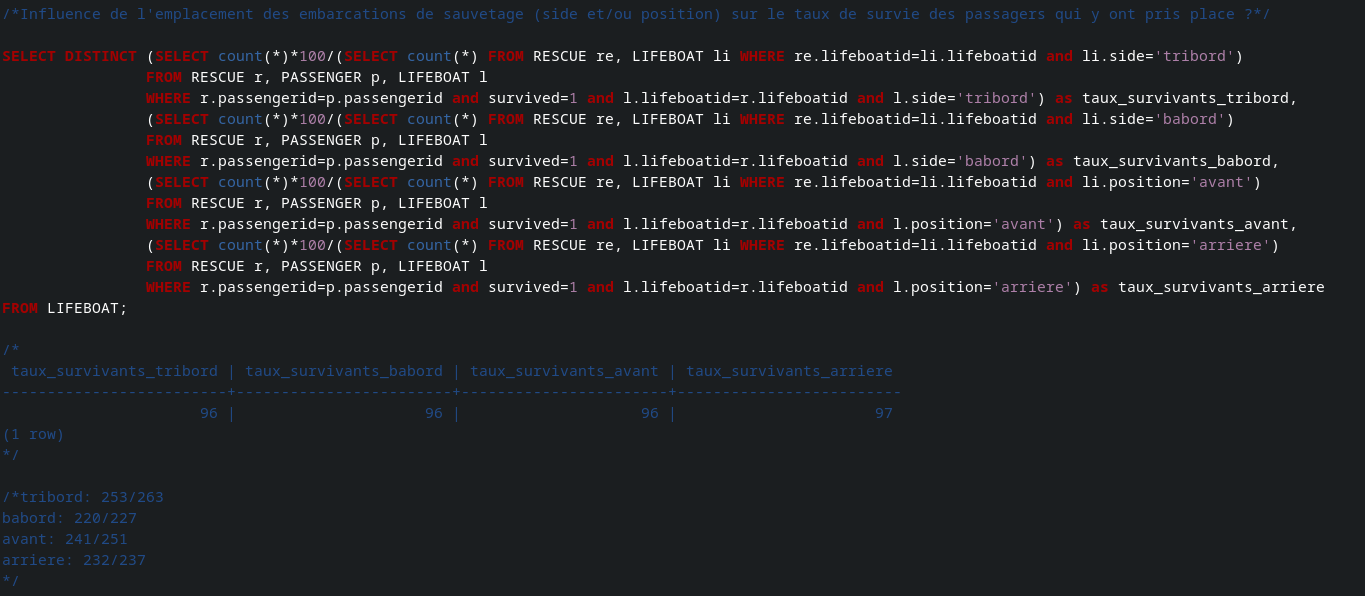 /*Influence de l'emplacement des embarcations de sauvetage (side et/ou position) sur le taux de survie des passagers qui y ont pris place ?*/
SELECT DISTINCT (SELECT count(*)*100/(SELECT count(*) FROM RESCUE re, LIFEBOAT li WHERE re.lifeboatid=li.lifeboatid and li.side='tribord')
FROM RESCUE r, PASSENGER p, LIFEBOAT l
WHERE r.passengerid=p.passengerid and survived=1 and l.lifeboatid=r.lifeboatid and l.side='tribord') as taux_survivants_tribord,
(SELECT count(*)*100/(SELECT count(*) FROM RESCUE re, LIFEBOAT li WHERE re.lifeboatid=li.lifeboatid and li.side='babord')
FROM RESCUE r, PASSENGER p, LIFEBOAT l
WHERE r.passengerid=p.passengerid and survived=1 and l.lifeboatid=r.lifeboatid and l.side='babord') as taux_survivants_babord,
(SELECT count(*)*100/(SELECT count(*) FROM RESCUE re, LIFEBOAT li WHERE re.lifeboatid=li.lifeboatid and li.position='avant')
FROM RESCUE r, PASSENGER p, LIFEBOAT l
WHERE r.passengerid=p.passengerid and survived=1 and l.lifeboatid=r.lifeboatid and l.position='avant') as taux_survivants_avant,
(SELECT count(*)*100/(SELECT count(*) FROM RESCUE re, LIFEBOAT li WHERE re.lifeboatid=li.lifeboatid and li.position='arriere')
FROM RESCUE r, PASSENGER p, LIFEBOAT l
WHERE r.passengerid=p.passengerid and survived=1 and l.lifeboatid=r.lifeboatid and l.position='arriere') as taux_survivants_arriere
FROM LIFEBOAT;
/*
taux_survivants_tribord | taux_survivants_babord | taux_survivants_avant | taux_survivants_arriere
-------------------------+------------------------+-----------------------+-------------------------
96 | 96 | 96 | 97
(1 row)
*/
/*tribord: 253/263
babord: 220/227
avant: 241/251
arriere: 232/237
*/